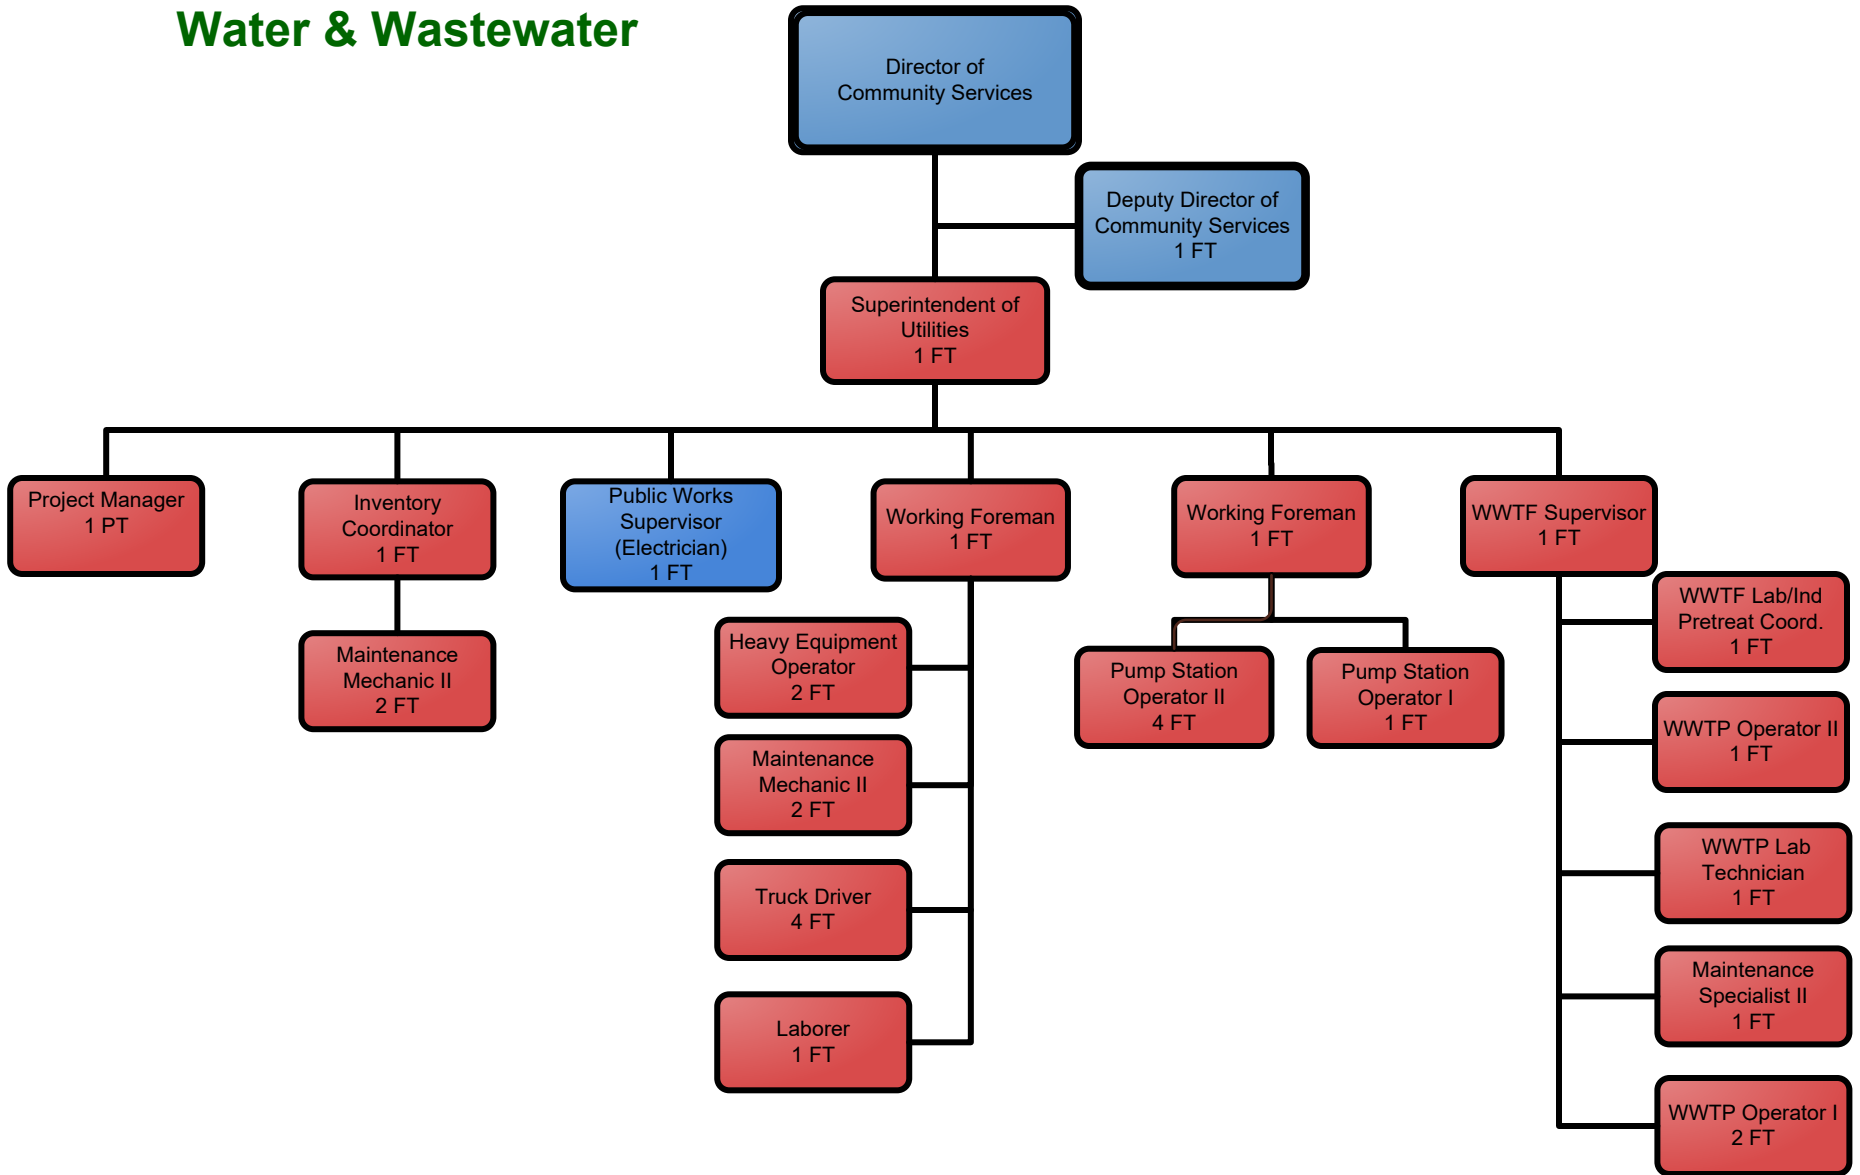 Water & Wastewater
Director of
Community Services
Deputy Director of
Community Services
1 FT
Superintendent of
Utilities
1 FT
Project Manager
1 PT
Inventory
Coordinator
1 FT
Public Works
Supervisor
(Electrician)
1 FT
Working Foreman
1 FT
Working Foreman
1 FT
WWTF Supervisor
1 FT
Maintenance
Mechanic II
2 FT
Heavy Equipment
Operator
2 FT
Maintenance
Mechanic II
2 FT
Truck Driver
4 FT
Laborer
1 FT
Pump Station
Operator II
4 FT
Pump Station
Operator I
1 FT
WWTF Lab/Ind
Pretreat Coord.
1 FT
WWTP Operator II
1 FT
WWTP Lab
Technician
1 FT
Maintenance
Specialist II
1 FT
WWTP Operator I
2 FT